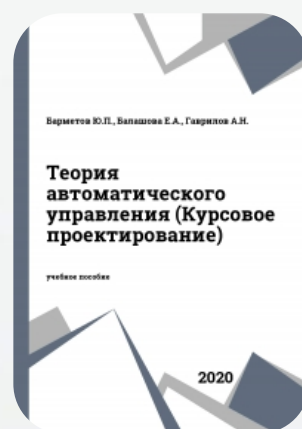 Барметов Ю.П., Балашова Е.А., Гаврилов А.Н.
Теория
автоматического
управления (Курсовое
проектирование)
учебное пособие
2020